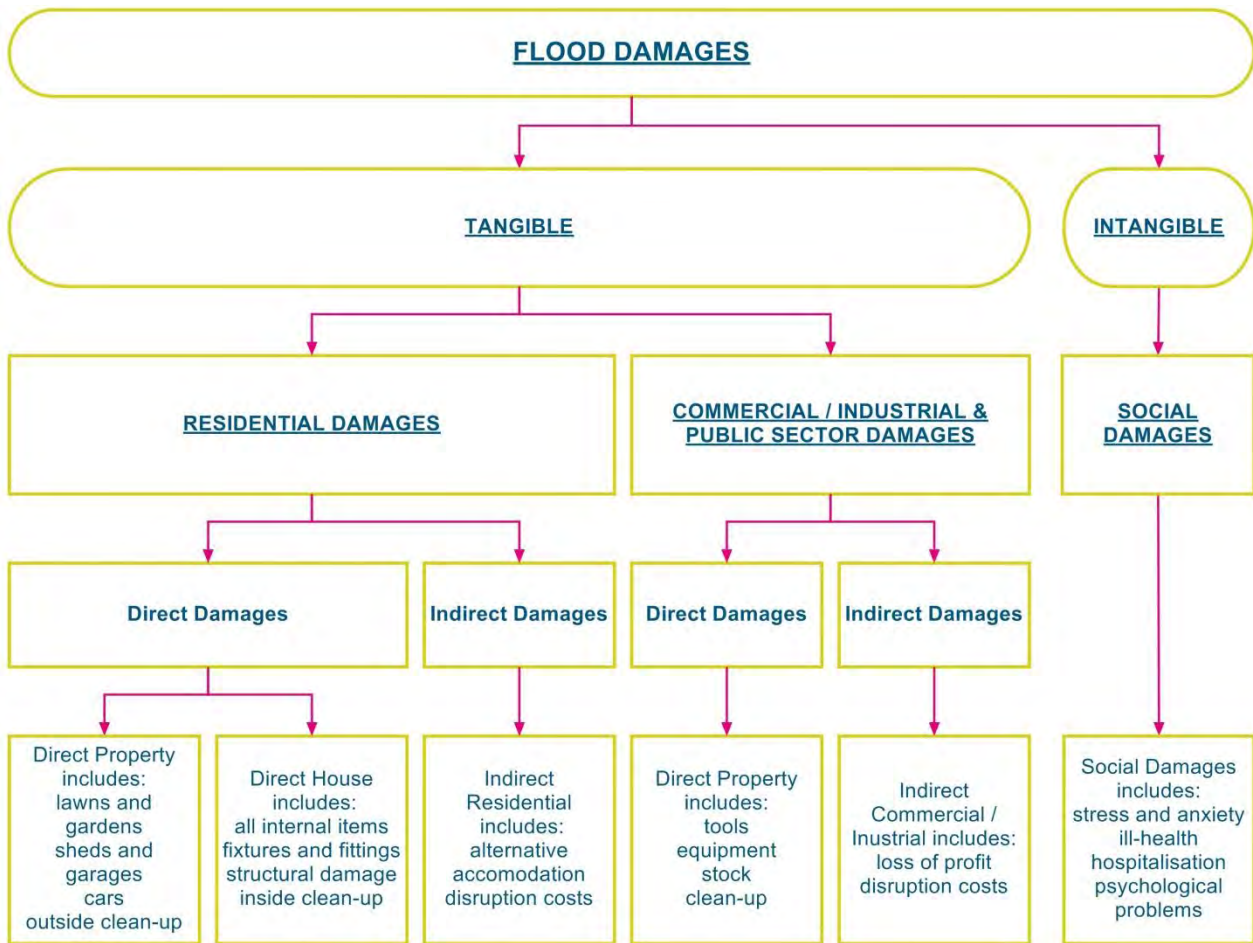 FLOOD DAMAGES
TANGIBLE
INTANGIBLE
RESIDENTIAL DAMAGES
COMMERCIAL / INDUSTRIAL &
PUBLIC SECTOR DAMAGES
SOCIAL
DAMAGES
Direct Damages
Indirect Damages
Direct Damages
Indirect Damages
Direct Property
includes:
lawns and
gardens
sheds and
garages
cars
outside clean-up
Direct House
includes:
all internal items
fixtures and fittings
structural damage
inside clean-up
Indirect
Residential
includes:
alternative
accomodation
disruption costs
Direct Property
includes:
tools
equipment
stock
clean-up
Indirect
Commercial /
Inustrial includes:
loss of profit
disruption costs
Social Damages
includes:
stress and anxiety
ill-health
hospitalisation
psychological
problems